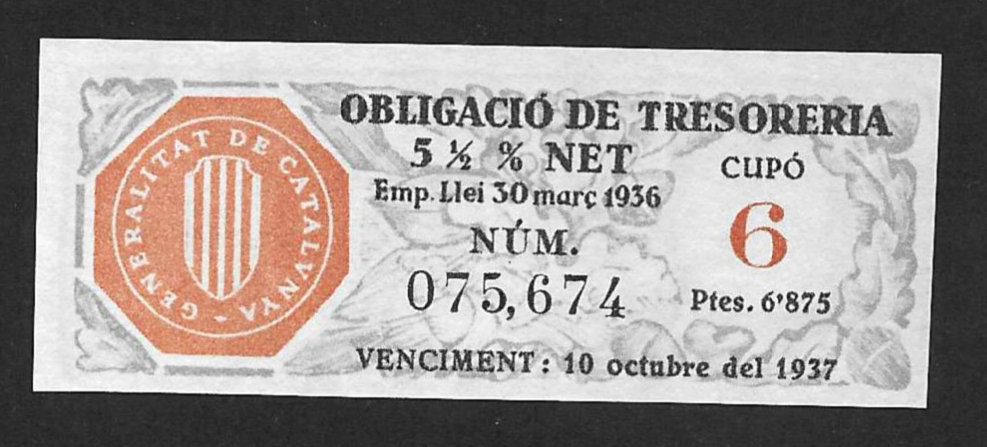 GENERALITAT DE CATALVNYA
OBLIGACIÓ DE TRESORERIA
5 ½ % NET
Emp. Llei 30 març 1936
NÚM.
075,674
CUPÓ
6
Ptes. 6'875
VENCIMENT: 10 octubre del 1937